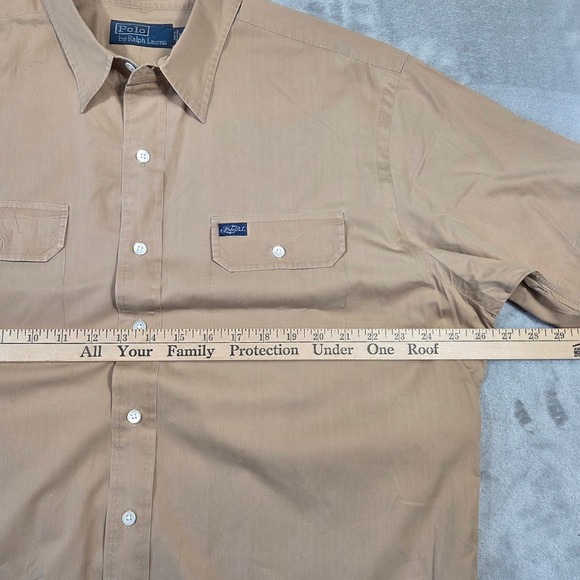 Polo
by Ralph Lauren
10 11 12 13 14 15 16 17 18 19 20 21 22 23 24 25 26 27 28 29
All Your Family Protection Under One Roof